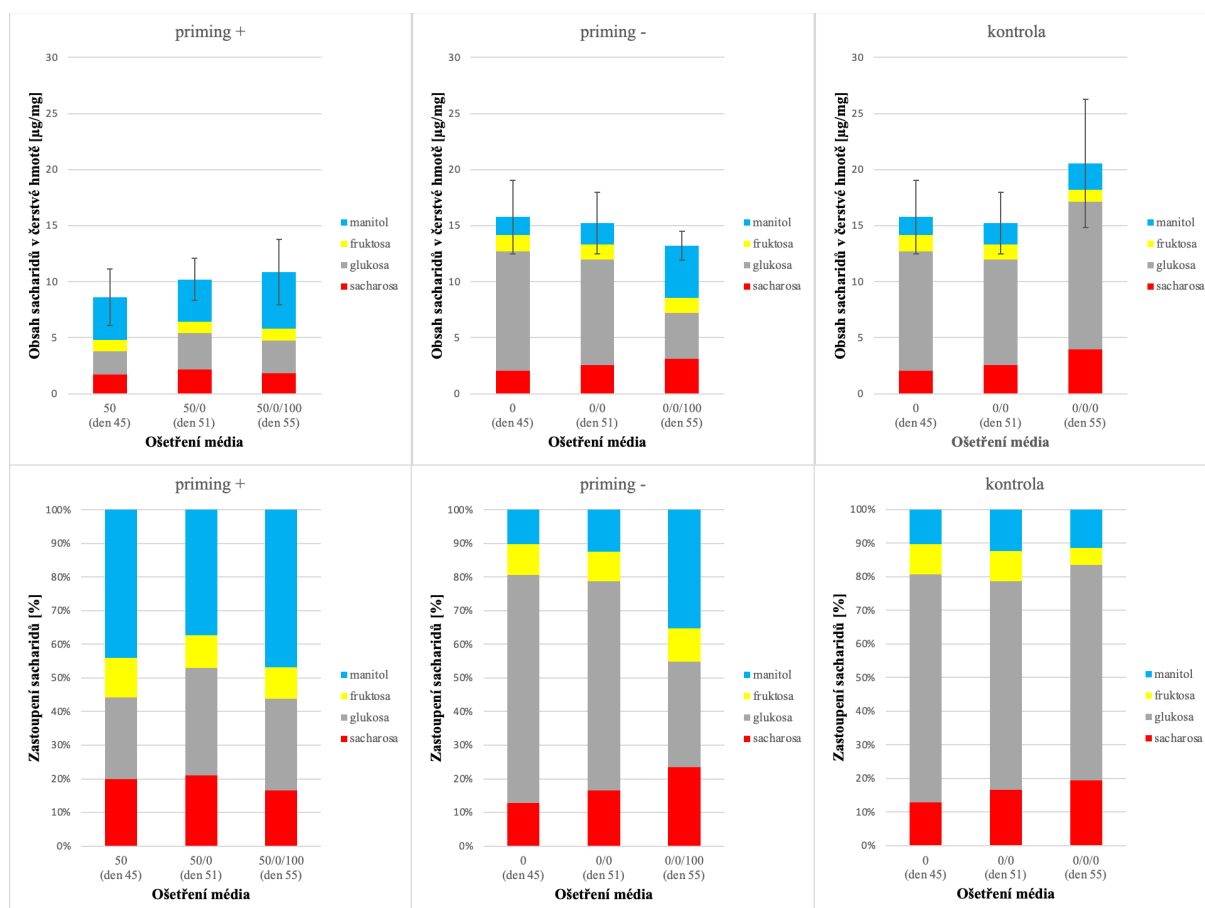 priming +
Obsah sacharidů v čerstvé hmotě [µg/mg]
30
25
20
15
10
5
0
50
(den 45)
50/0
(den 51)
50/0/100
(den 55)
Ošetření média
manitol
fruktosa
glukosa
sacharosa
priming -
Obsah sacharidů v čerstvé hmotě [µg/mg]
30
25
20
15
10
5
0
0
(den 45)
0/0
(den 51)
0/0/100
(den 55)
Ošetření média
manitol
fruktosa
glukosa
sacharosa
kontrola
Obsah sacharidů v čerstvé hmotě [µg/mg]
30
25
20
15
10
5
0
0
(den 45)
0/0
(den 51)
0/0/0
(den 55)
Ošetření média
manitol
fruktosa
glukosa
sacharosa
priming +
Zastoupení sacharidů [%]
100%
90%
80%
70%
60%
50%
40%
30%
20%
10%
0%
50
(den 45)
50/0
(den 51)
50/0/100
(den 55)
Ošetření média
manitol
fruktosa
glukosa
sacharosa
priming -
Zastoupení sacharidů [%]
100%
90%
80%
70%
60%
50%
40%
30%
20%
10%
0%
0
(den 45)
0/0
(den 51)
0/0/100
(den 55)
Ošetření média
manitol
fruktosa
glukosa
sacharosa
kontrola
Zastoupení sacharidů [%]
100%
90%
80%
70%
60%
50%
40%
30%
20%
10%
0%
0
(den 45)
0/0
(den 51)
0/0/0
(den 55)
Ošetření média
manitol
fruktosa
glukosa
sacharosa